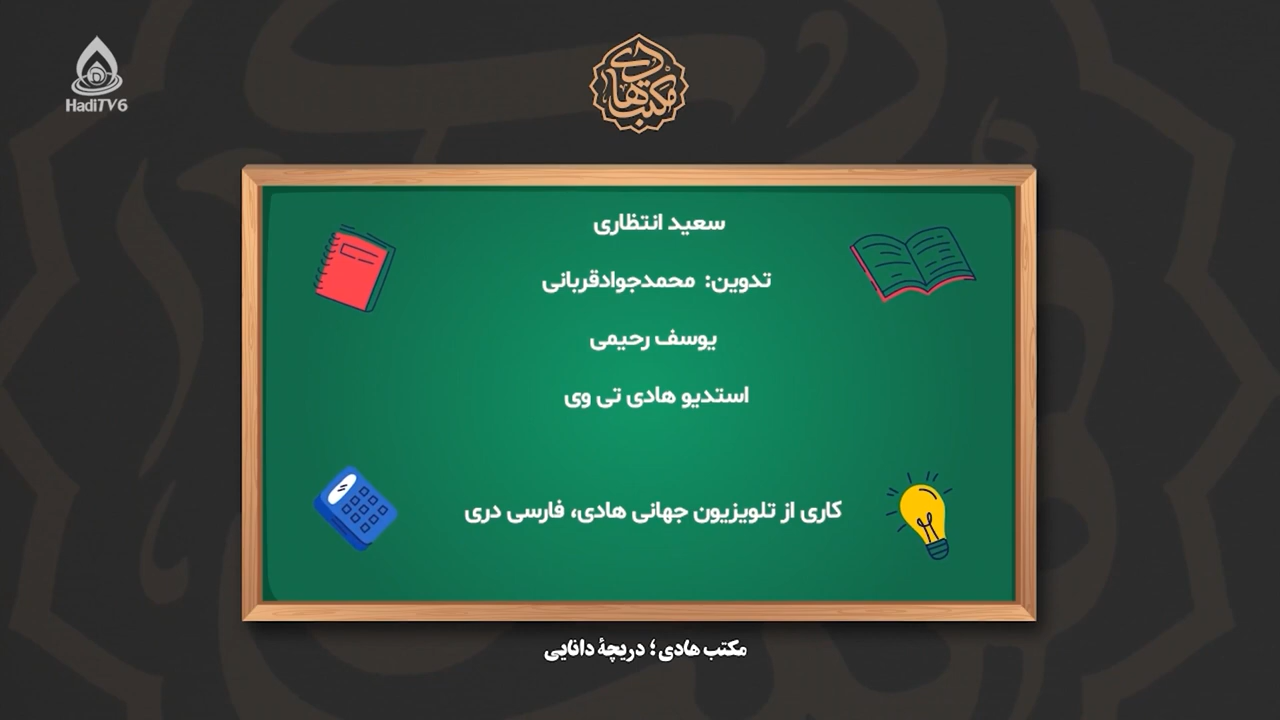 HadiTV6
مکتب هادی
سعید انتظاری
تدوین: محمدجوادقربانی
یوسف رحیمی
استدیو هادی تی وی
کاری از تلویزیون جهانی هادی، فارسی دری
مکتب هادی؛ دریچهٔ دانایی